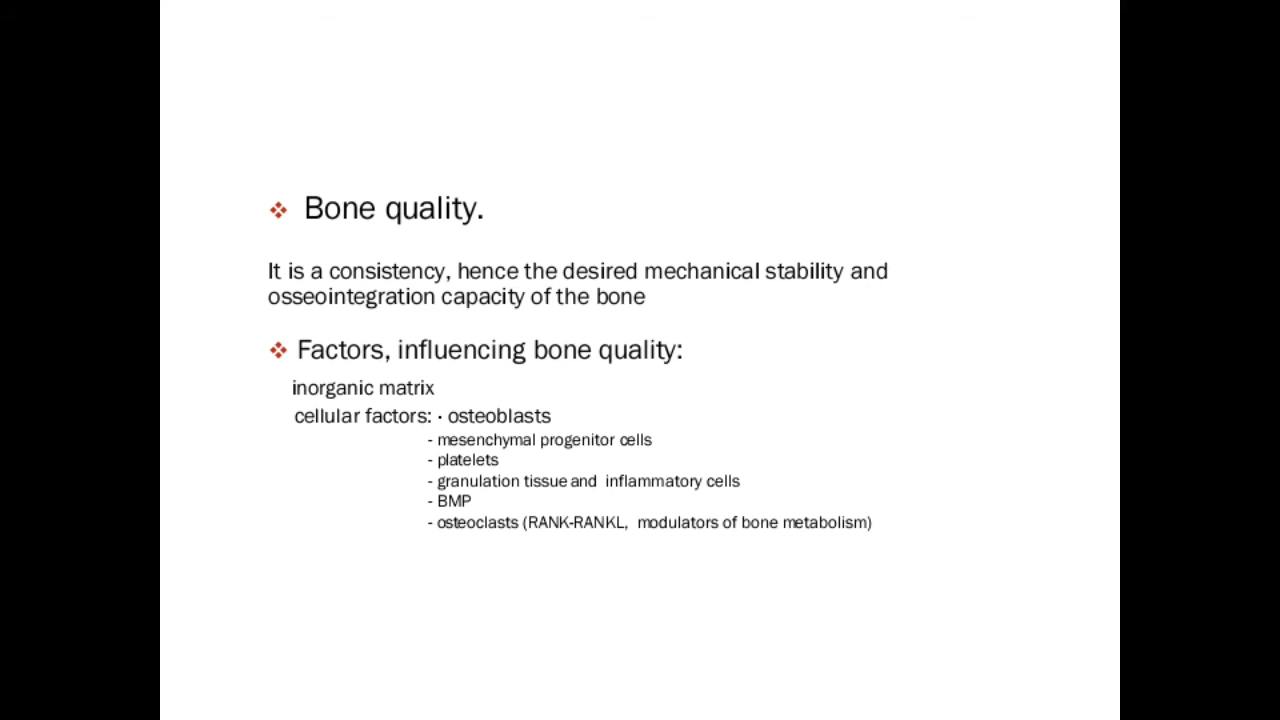 Bone quality.
It is a consistency, hence the desired mechanical stability and
osseointegration capacity of the bone
Factors, influencing bone quality:
inorganic matrix
cellular factors: · osteoblasts
- mesenchymal progenitor cells
- platelets
- granulation tissue and inflammatory cells
- BMP
- osteoclasts (RANK-RANKL, modulators of bone metabolism)